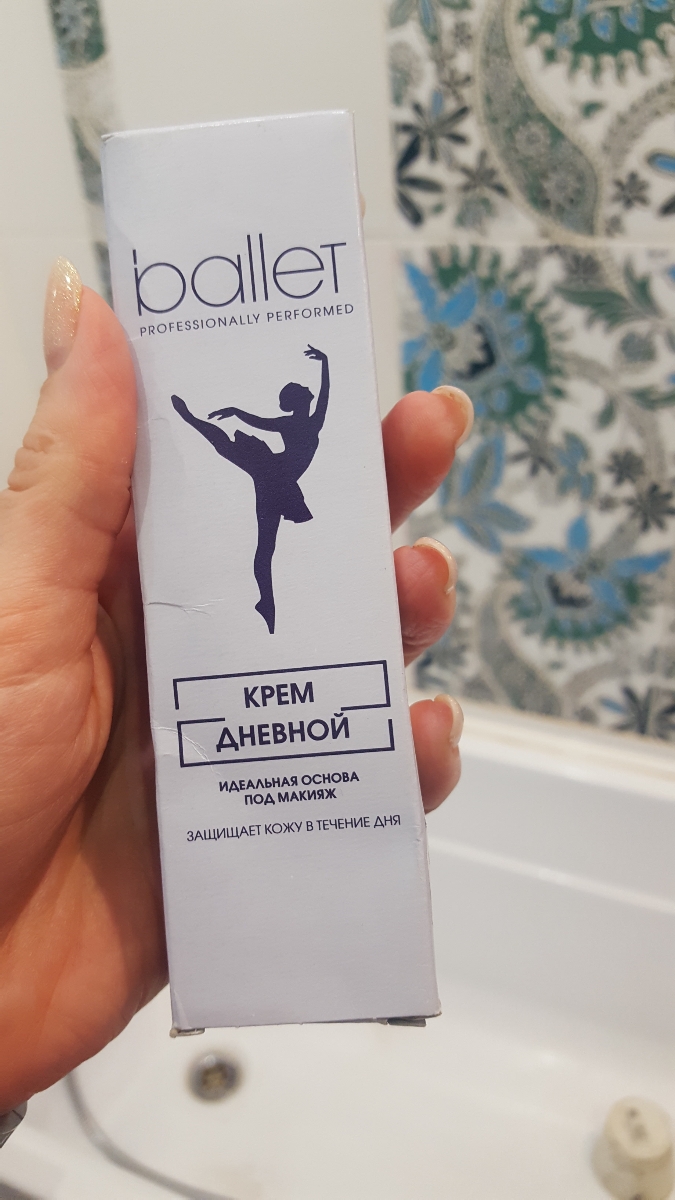 ballet
PROFESSIONALLY PERFORMED
КРЕМ
ДНЕВНОЙ
ИДЕАЛЬНАЯ ОСНОВА
ПОД МАКИЯЖ
ЗАЩИЩАЕТ КОЖУ В ТЕЧЕНИЕ ДНЯ